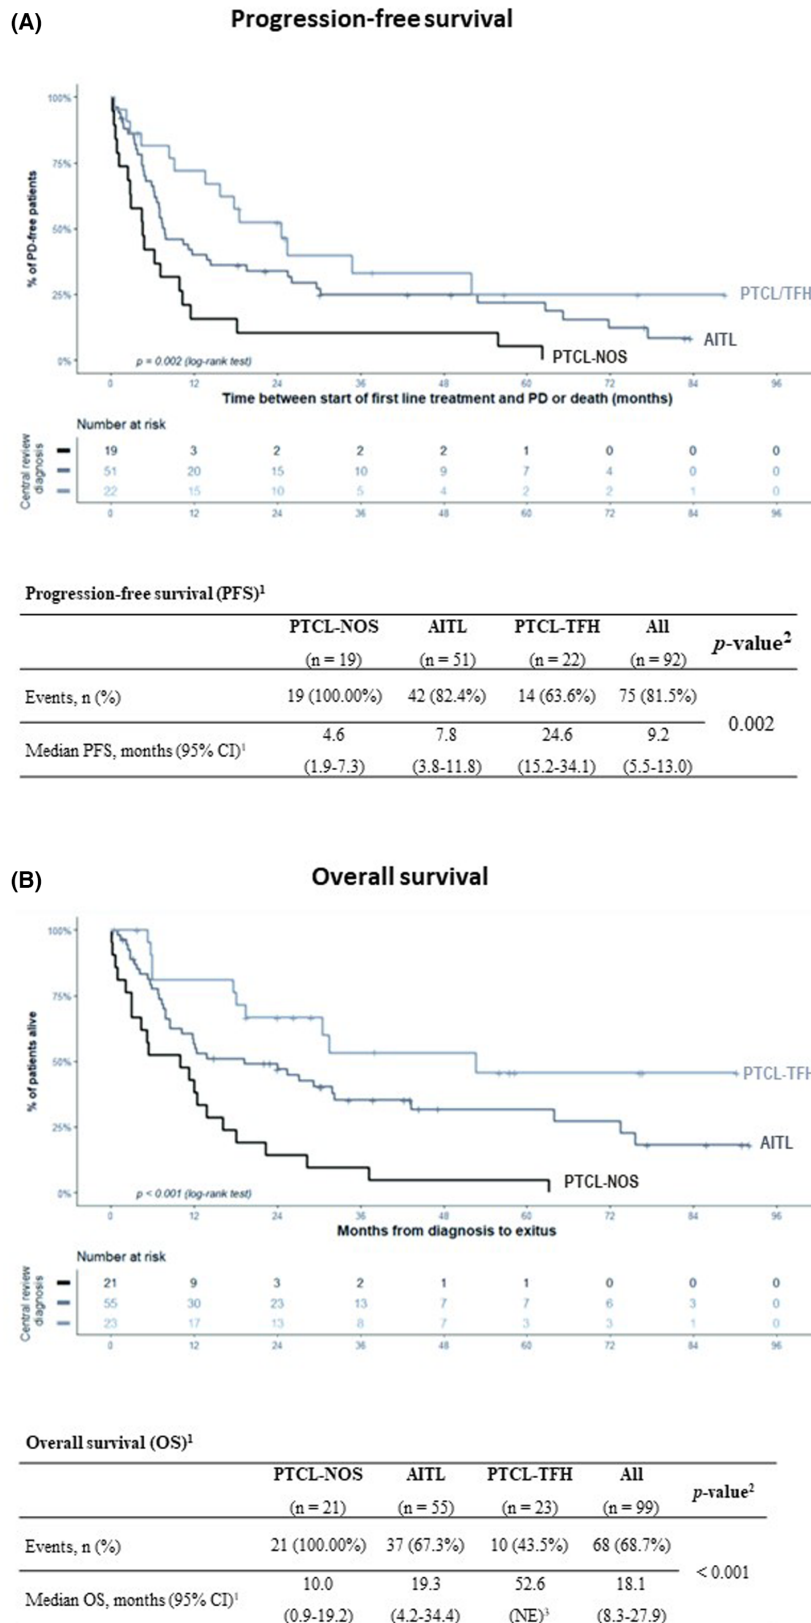 (A)
Progression-free survival
100%
75%
50%
25%
0%
% of PD-free patients
PTCL/TFH
AITL
PTCL-NOS
p = 0.002 (log-rank test)
0 12 24 36 48 60 72 84 96
Time between start of first line treatment and PD or death (months)
Number at risk
Central review
diagnosis
19 3 2 2 2 1 0 0 0
51 20 15 10 9 7 4 0 0
22 15 10 5 4 2 2 1 0
0 12 24 36 48 60 72 84 96
Progression-free survival (PFS)1
PTCL-NOS AITL PTCL-TFH All p-value2
(n = 19) (n = 51) (n = 22) (n = 92)
Events, n (%) 19 (100.00%) 42 (82.4%) 14 (63.6%) 75 (81.5%) 0.002
Median PFS, months (95% CI)1 4.6 7.8 24.6 9.2
(1.9-7.3) (3.8-11.8) (15.2-34.1) (5.5-13.0)
(B)
Overall survival
100%
75%
50%
25%
0%
% of patients alive
PTCL-TFH
AITL
PTCL-NOS
p < 0.001 (log-rank test)
0 12 24 36 48 60 72 84 96
Months from diagnosis to exitus
Number at risk
Central review
diagnosis
21 9 3 2 1 1 0 0 0
55 30 23 13 7 7 6 3 0
23 17 13 8 7 3 3 1 0
0 12 24 36 48 60 72 84 96
Overall survival (OS)1
PTCL-NOS AITL PTCL-TFH All p-value2
(n = 21) (n = 55) (n = 23) (n = 99)
Events, n (%) 21 (100.00%) 37 (67.3%) 10 (43.5%) 68 (68.7%) < 0.001
Median OS, months (95% CI)1 10.0 19.3 52.6 18.1
(0.9-19.2) (4.2-34.4) (NE)3 (8.3-27.9)